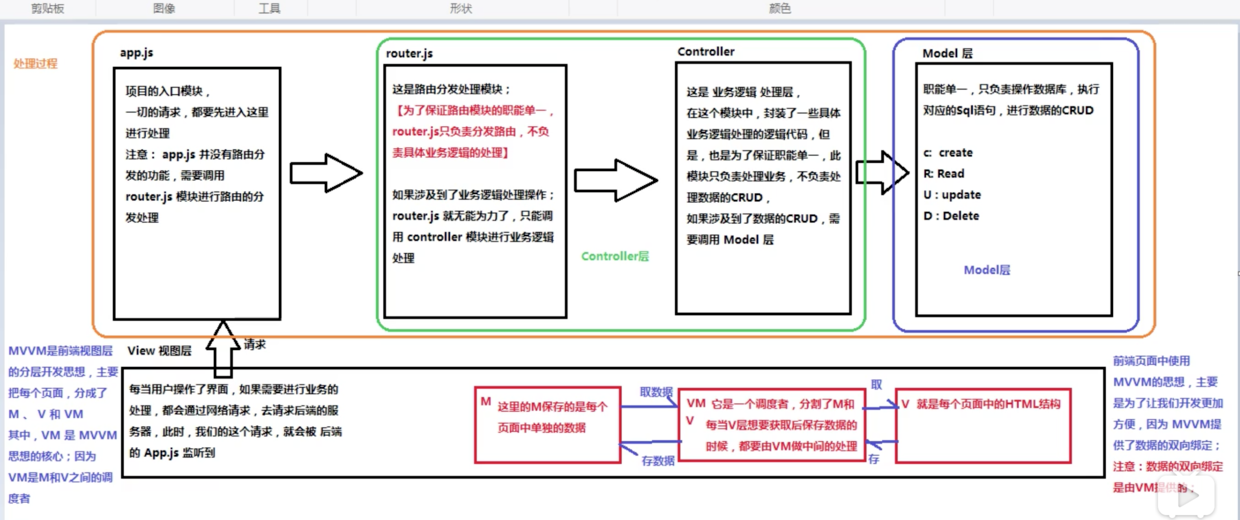 剪贴板
图像
工具
形状
颜色
处理过程
app.js
项目的入口模块，
一切的请求，都要先进入这里
进行处理
注意： app.js 并没有路由分
发的功能，需要调用
router.js 模块进行路由的分
发处理
router.js
这是路由分发处理模块；
【为了保证路由模块的职能单一，
router.js只负责分发路由，不负
责具体业务逻辑的处理】
如果涉及到了业务逻辑处理操作；
router.js 就无能为力了，只能调
用 controller 模块进行业务逻辑
处理
Controller层
Controller
这是 业务逻辑 处理层，
在这个模块中，封装了一些具体
业务逻辑处理的逻辑代码，但
是，也是为了保证职能单一，此
模块只负责处理业务，不负责处
理数据的CRUD，
如果涉及到了数据的CRUD，需
要调用 Model 层
Model 层
职能单一，只负责操作数据库，执行
对应的Sql语句，进行数据的CRUD
c: create
R: Read
U : update
D : Delete
Model层
请求
MVVM是前端视图层
的分层开发思想，主要
把每个页面，分成了
M 、 V 和 VM
其中，VM 是 MVVM
思想的核心；因为
VM是M和V之间的调
度者
View 视图层
每当用户操作了界面，如果需要进行业务的
处理，都会通过网络请求，去请求后端的服
务器，此时，我们的这个请求，就会被 后端
的 App.js 监听到
M 这里的M保存的是每个
页面中单独的数据
取数据
存数据
VM 它是一个调度者，分割了M和
V
每当V层想要获取后保存数据的
时候，都要由VM做中间的处理
取
存
V 就是每个页面中的HTML结构
前端页面中使用
MVVM的思想，主要
是为了让我们开发更加
方便，因为 MVVM提
供了数据的双向绑定；
注意：数据的双向绑定
是由VM提供的；